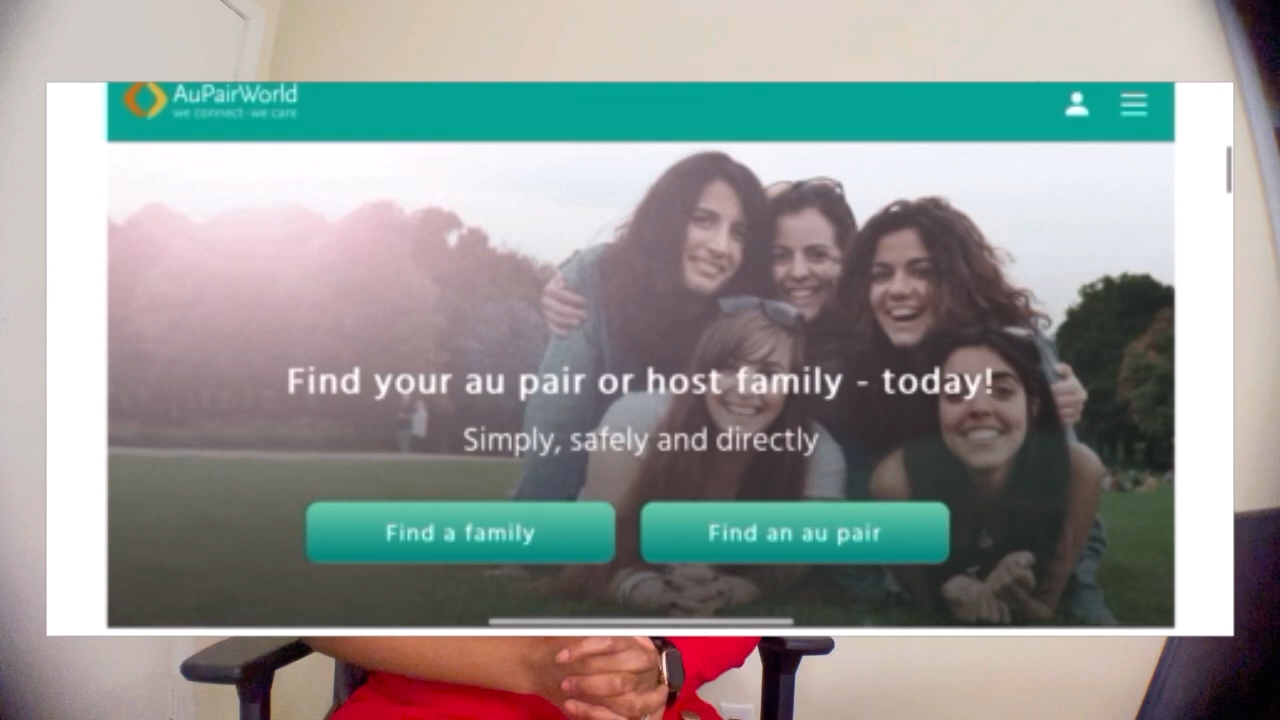 AuPairWorld
we connect - we care
Find your au pair or host family - today!
Simply, safely and directly
Find a family
Find an au pair